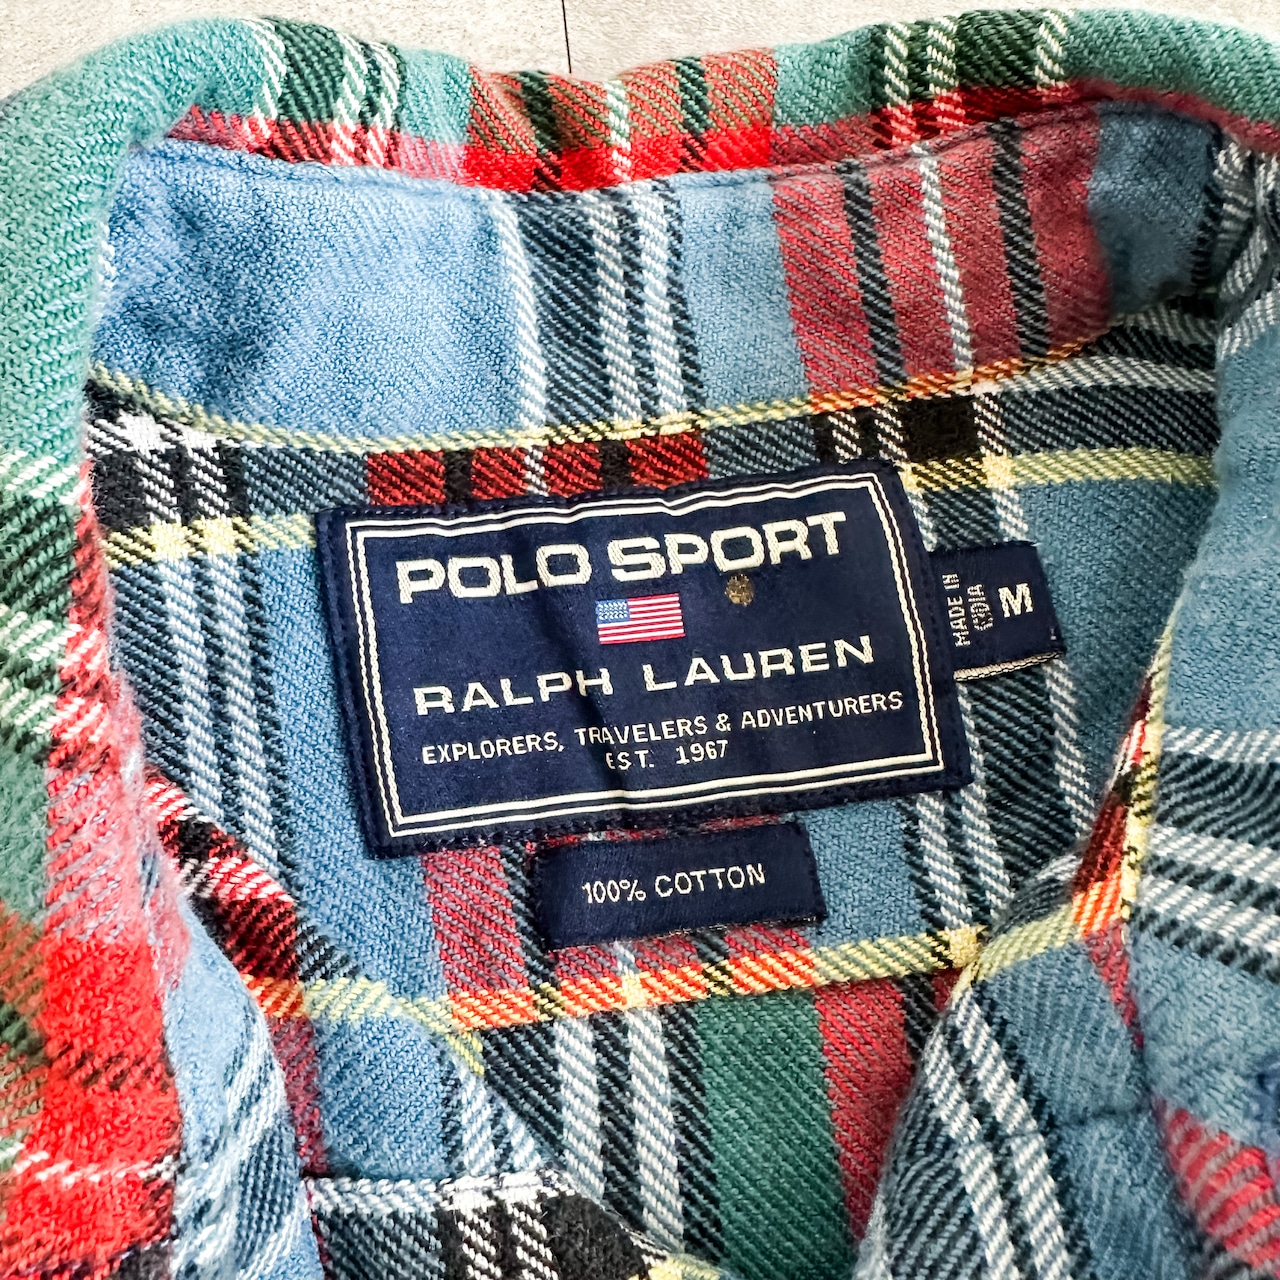 POLO SPORT
RALPH LAUREN
EXPLORERS, TRAVELERS & ADVENTURERS
EST. 1967
MADE IN
M
100% COTTON